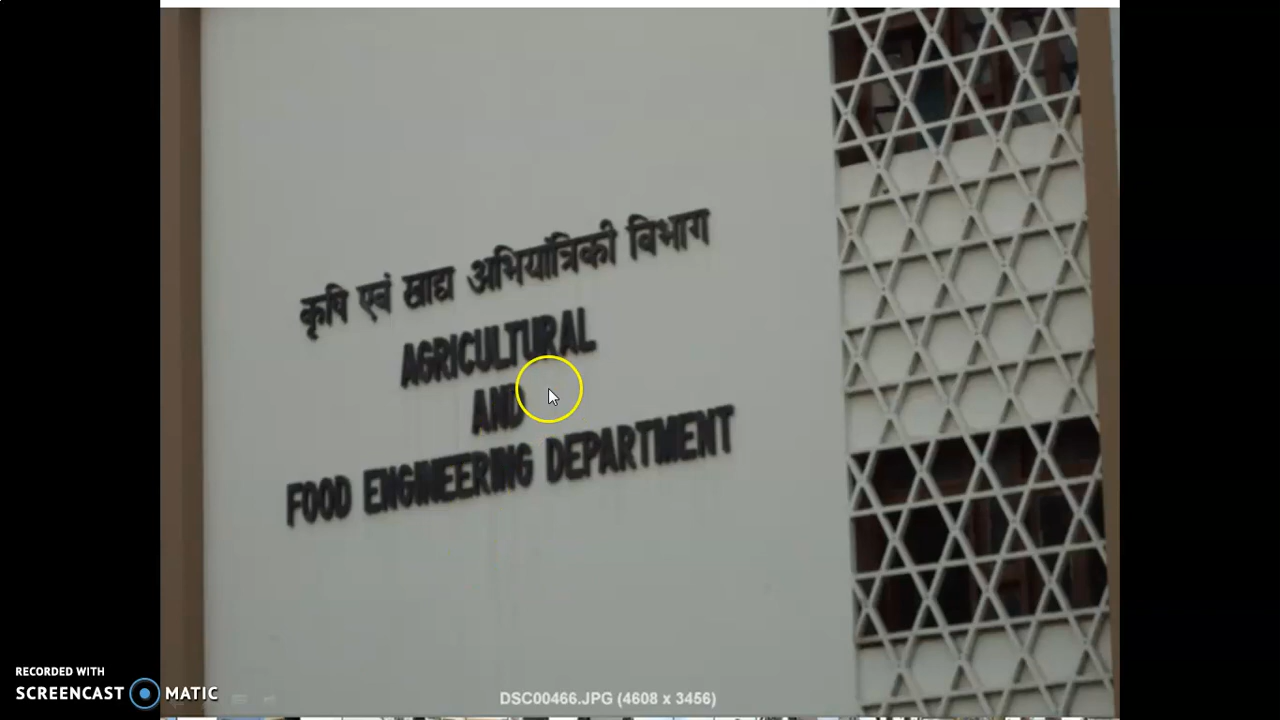 कृषि एवं खाद्य अभियांत्रिकी विभाग
AGRICULTURAL
AND
FOOD ENGINEERING DEPARTMENT
DSC00466.JPG (4608 x 3456)
RECORDED WITH
SCREENCAST MATIC